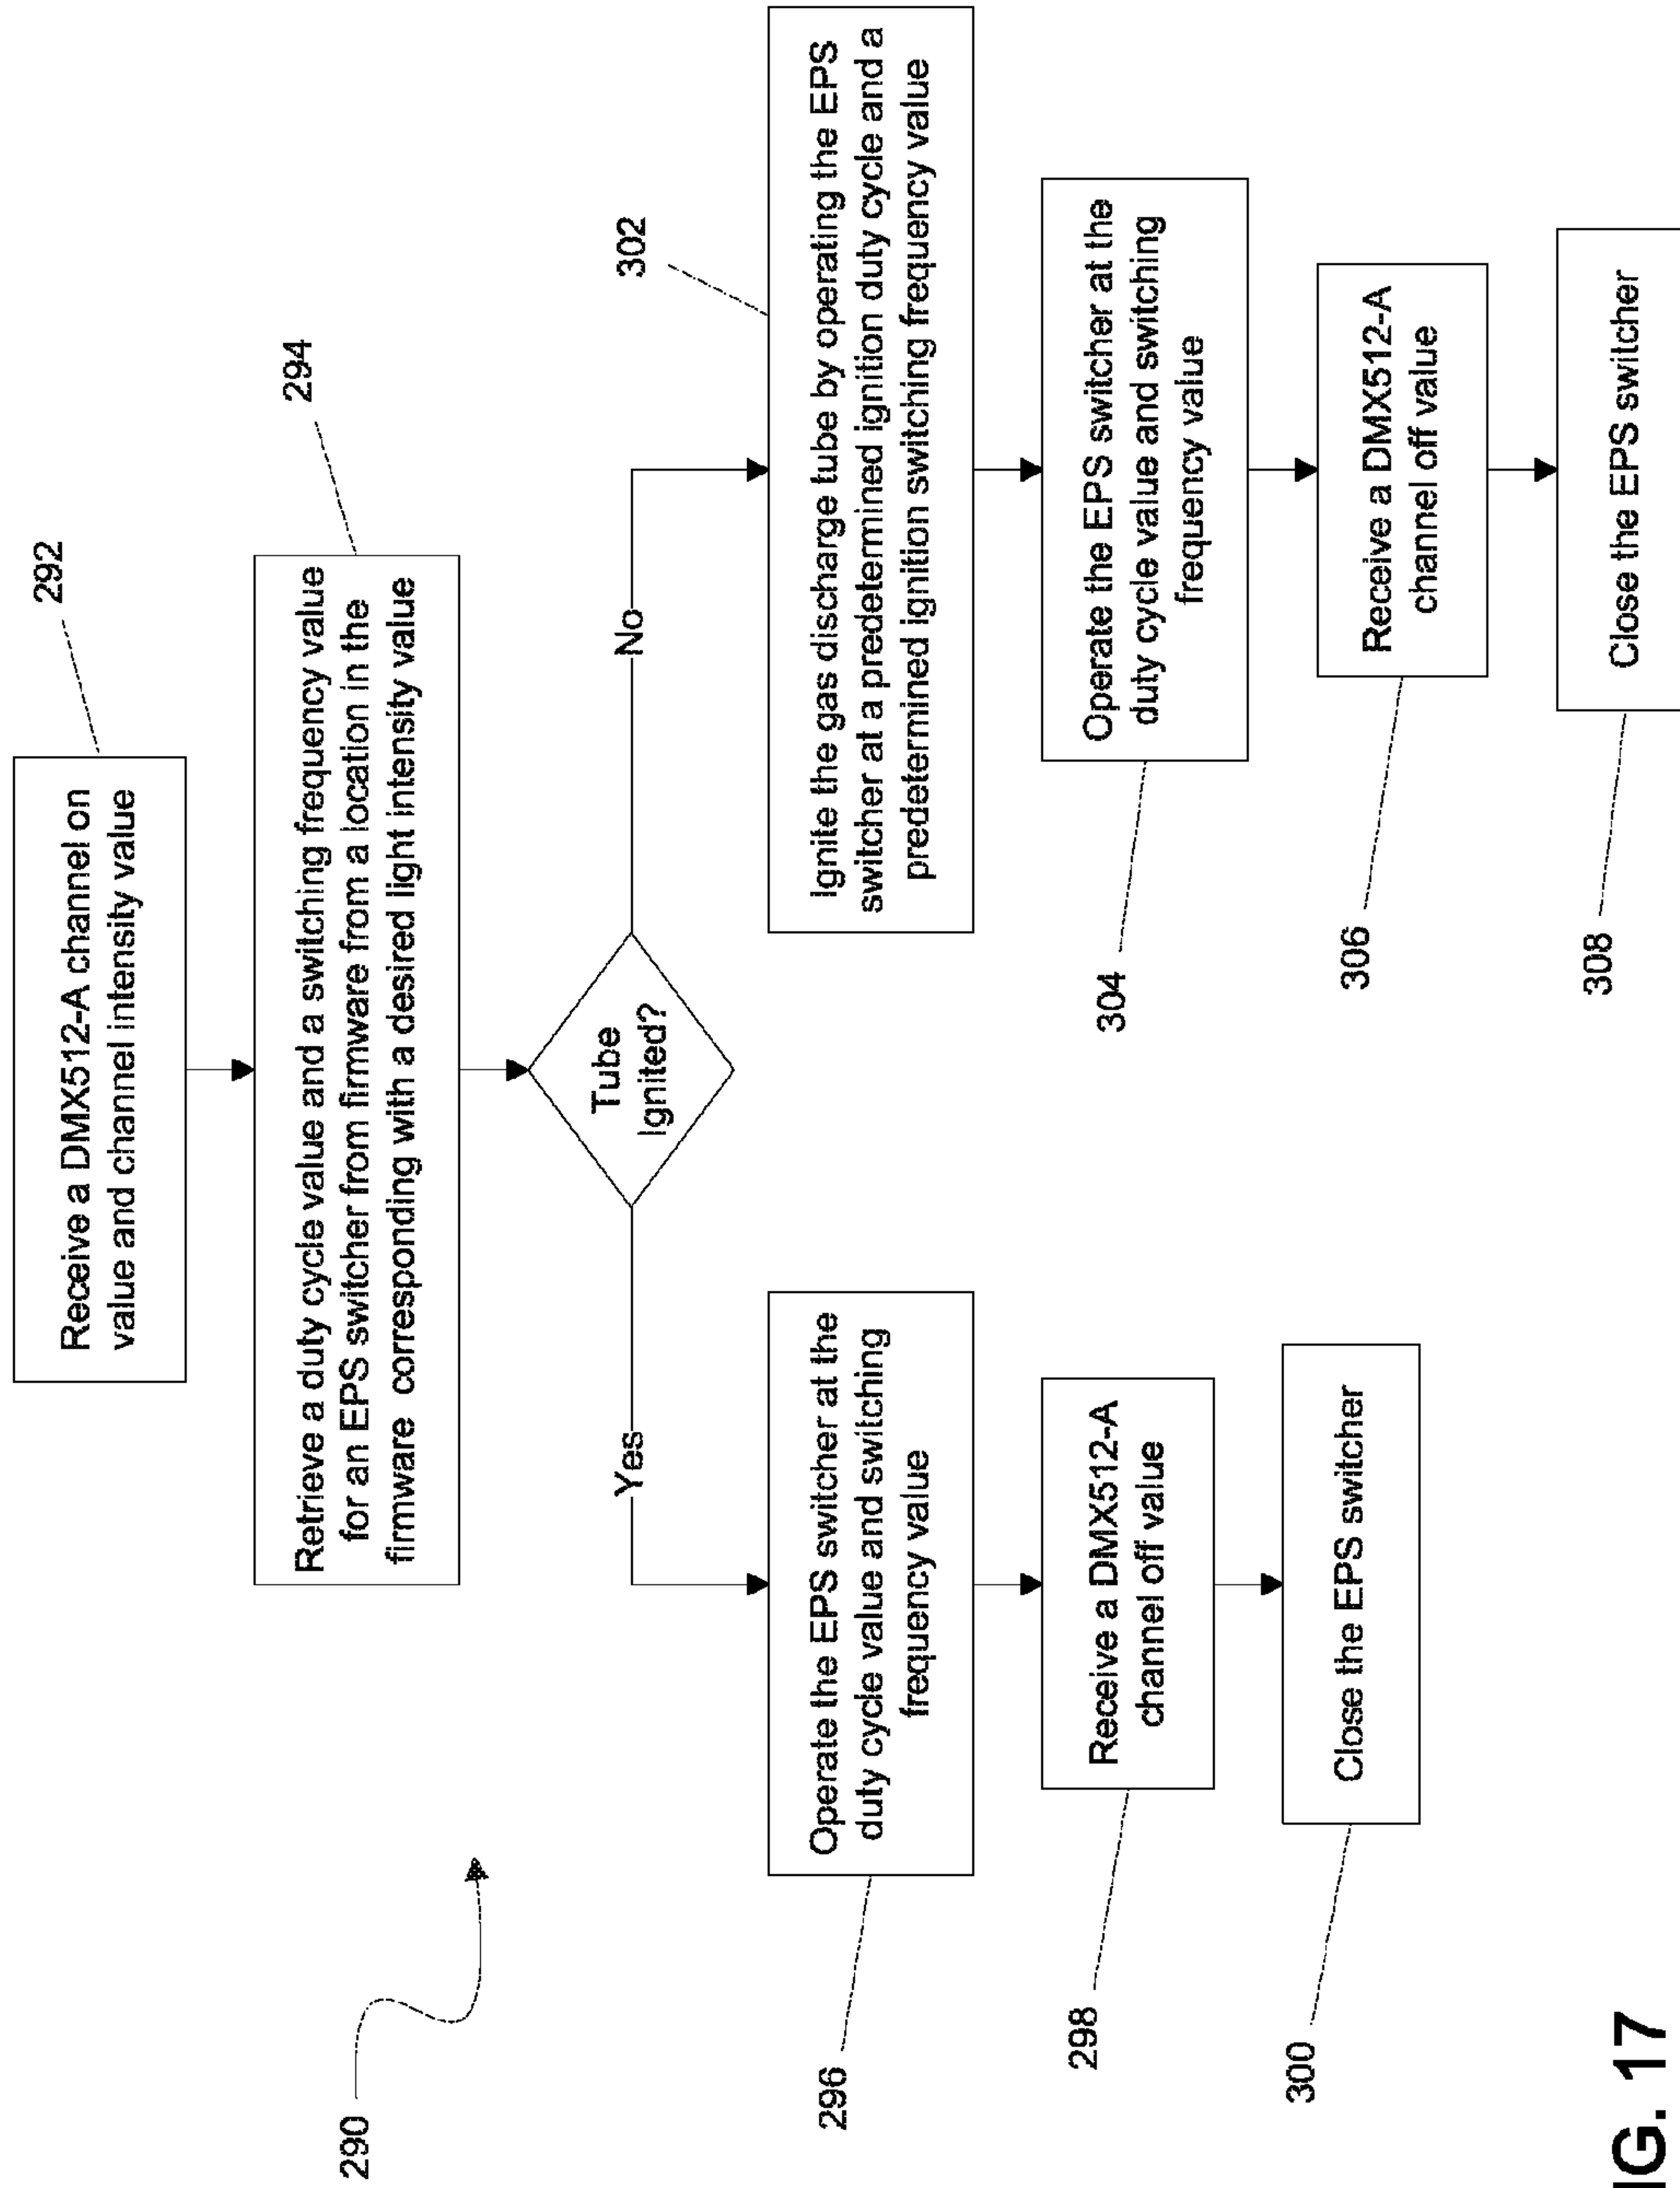 292
Receive a DMX512-A channel on
value and channel intensity value
294
Retrieve a duty cycle value and a switching frequency value
for an EPS switcher from firmware from a location in the
firmware corresponding with a desired light intensity value
290
Tube
Ignited?
Yes
No
296
Operate the EPS switcher at the
duty cycle value and switching
frequency value
298
Receive a DMX512-A
channel off value
300
Close the EPS switcher
302
Ignite the gas discharge tube by operating the EPS
switcher at a predetermined ignition duty cycle and a
predetermined ignition switching frequency value
304
Operate the EPS switcher at the
duty cycle value and switching
frequency value
306
Receive a DMX512-A
channel off value
308
Close the EPS switcher
IG. 17